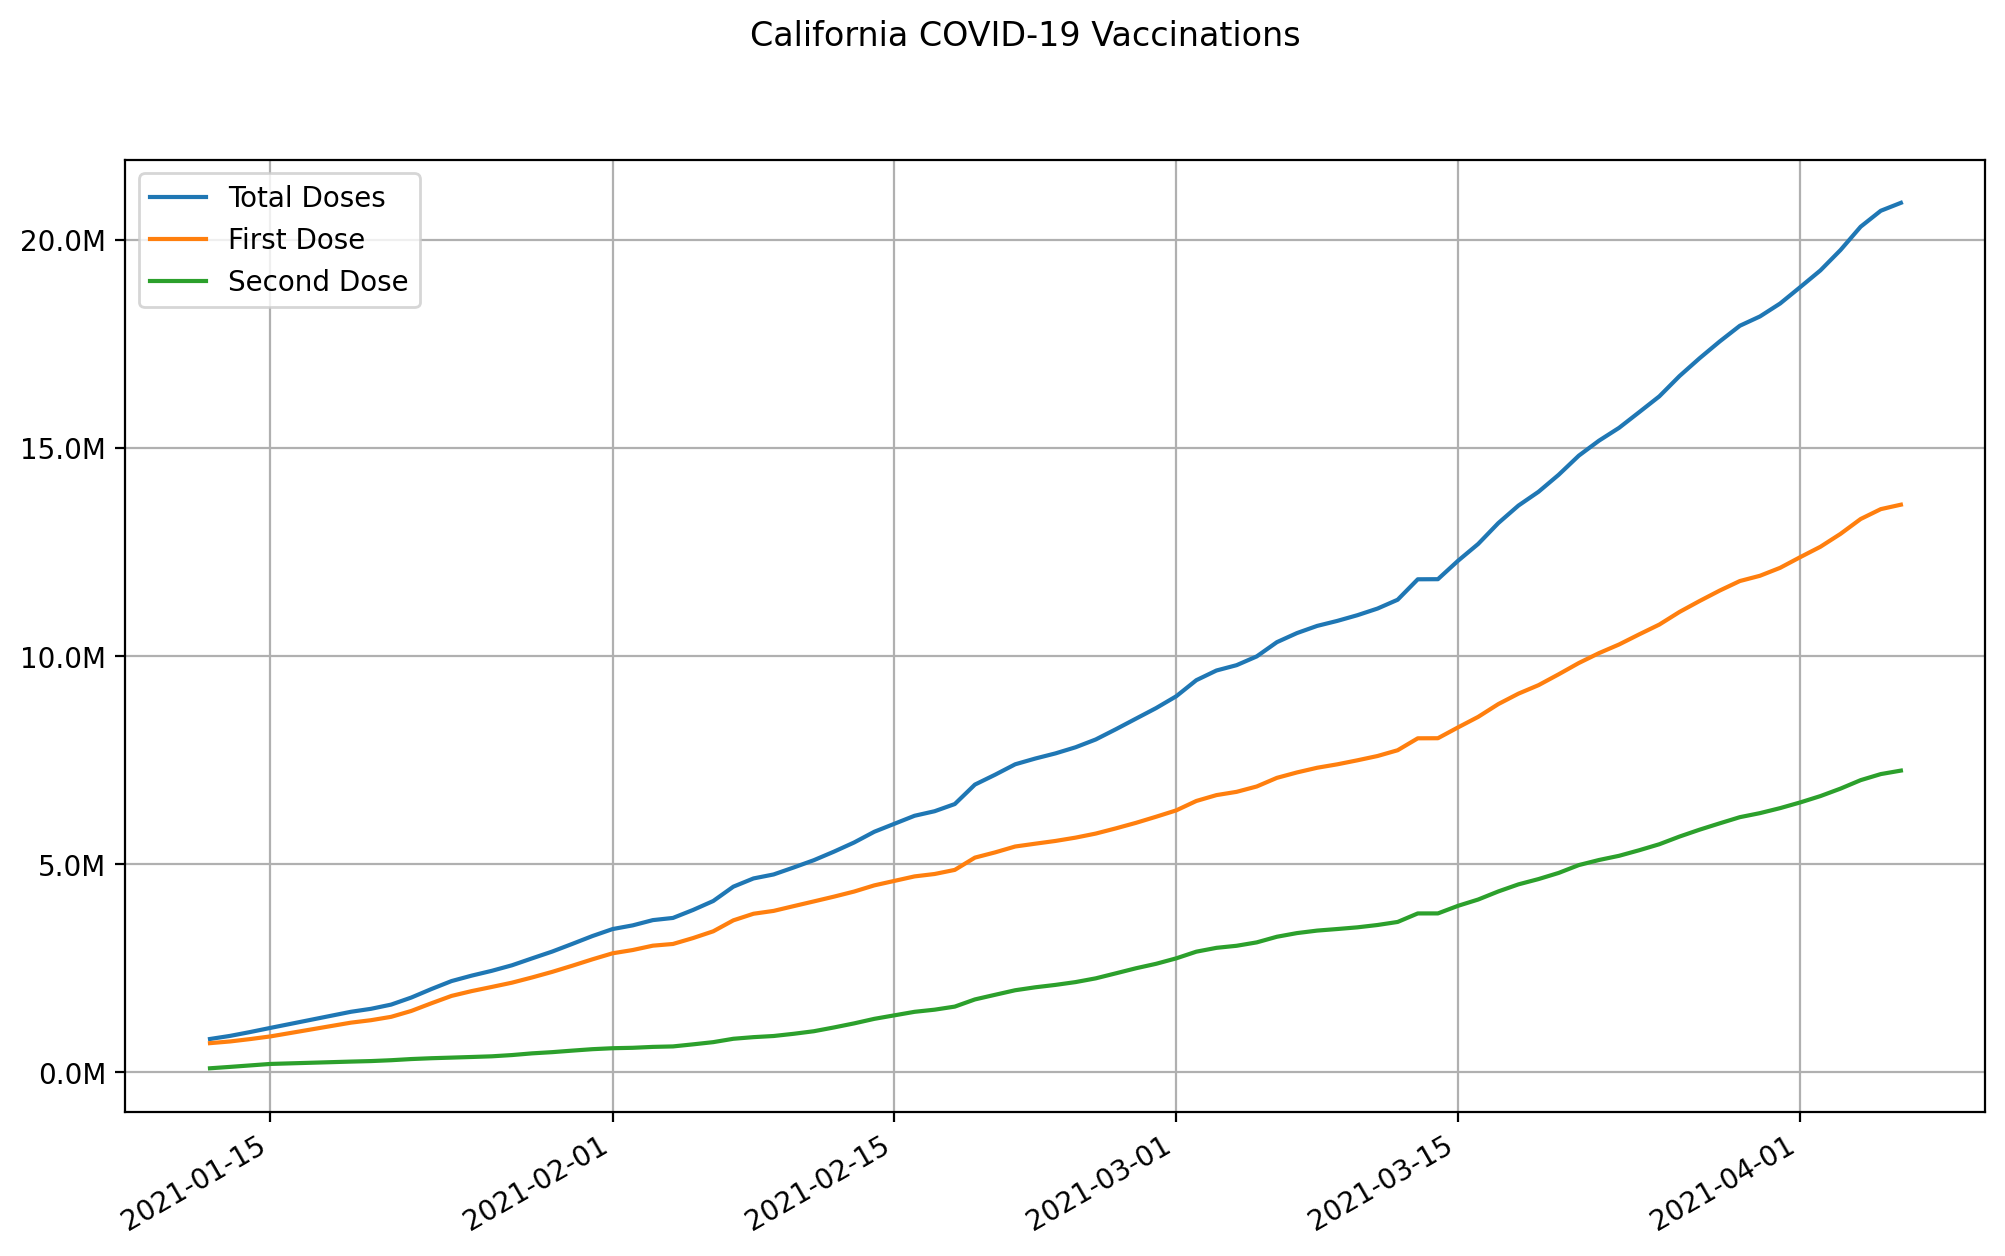 California COVID-19 Vaccinations
Total Doses
First Dose
Second Dose
20.0M
15.0M
10.0M
5.0M
0.0M
2021-01-15
2021-02-01
2021-02-15
2021-03-01
2021-03-15
2021-04-01